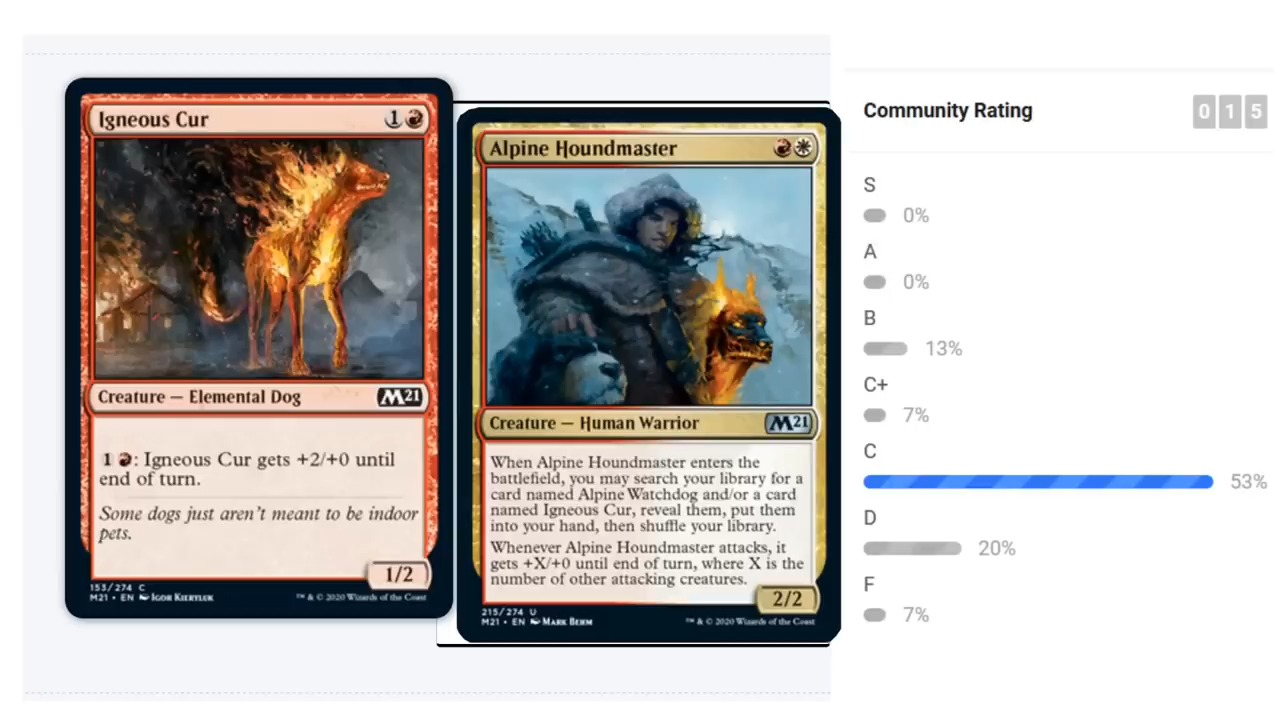 Igneous Cur 1
Creature — Elemental Dog M21
1 : Igneous Cur gets +2/+0 until
end of turn.
Some dogs just aren't meant to be indoor
pets.
1/2
153/274 C
M21 • EN IGOR KIERYLUK ™ & © 2020 Wizards of the Coast
Alpine Houndmaster
Creature — Human Warrior M21
When Alpine Houndmaster enters the
battlefield, you may search your library for a
card named Alpine Watchdog and/or a card
named Igneous Cur, reveal them, put them
into your hand, then shuffle your library.
Whenever Alpine Houndmaster attacks, it
gets +X/+0 until end of turn, where X is the
number of other attacking creatures.
2/2
215/274 U
M21 • EN MARK BEHM ™ & © 2020 Wizards of the Coast
Community Rating 0 1 5
S
0%
A
0%
B
13%
C+
7%
C
53%
D
20%
F
7%